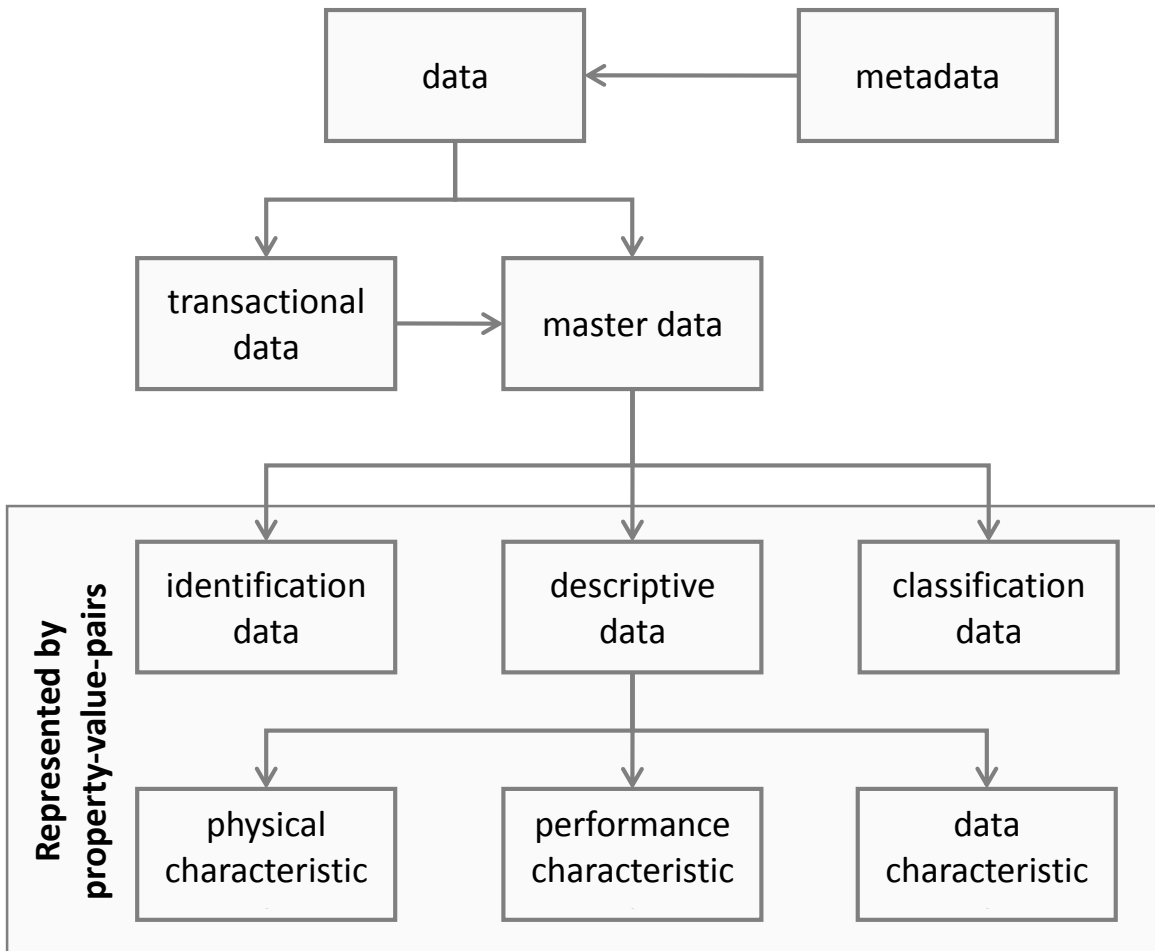 data
metadata
transactional
data
master data
identification
data
descriptive
data
classification
data
Represented by
property-value-pairs
physical
characteristic
performance
characteristic
data
characteristic